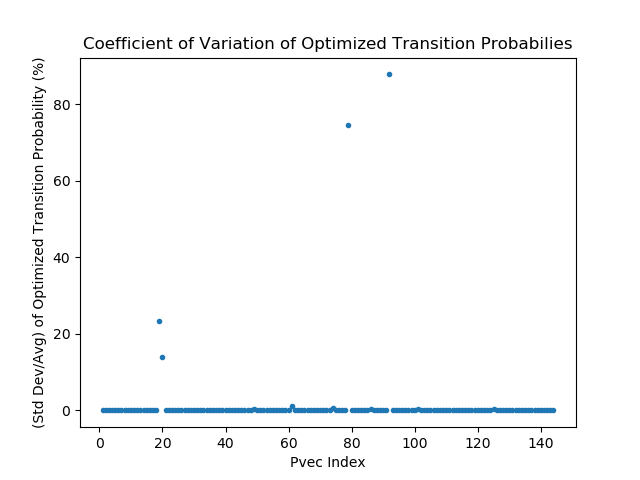 Coefficient of Variation of Optimized Transition Probabilies
(Std Dev/Avg) of Optimized Transition Probability (%)
80
60
40
20
0
0 20 40 60 80 100 120 140
Pvec Index